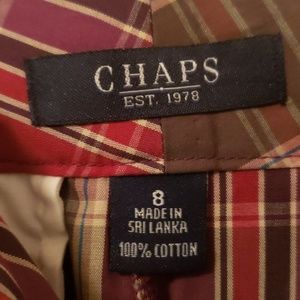 CHAPS
EST. 1978
8
MADE IN
SRI LANKA
100% COTTON